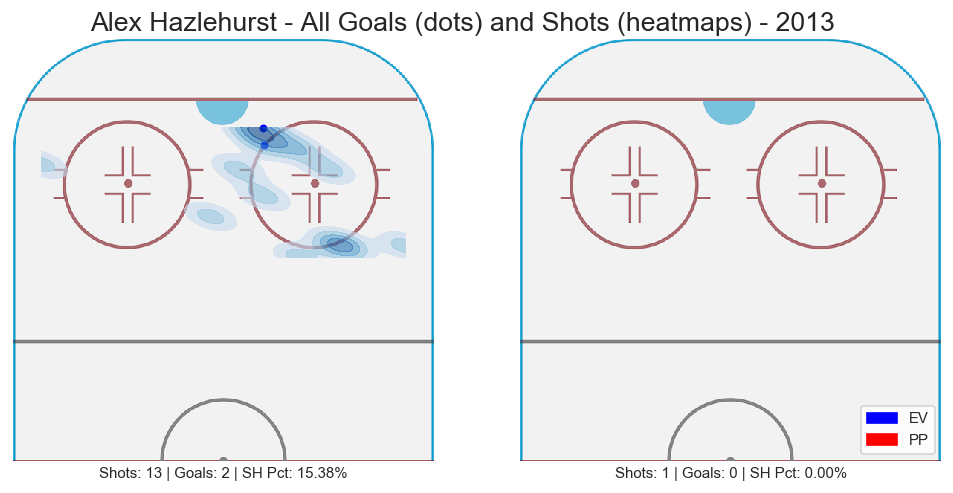 Alex Hazlehurst - All Goals (dots) and Shots (heatmaps) - 2013
EV
PP
Shots: 13 | Goals: 2 | SH Pct: 15.38%
Shots: 1 | Goals: 0 | SH Pct: 0.00%